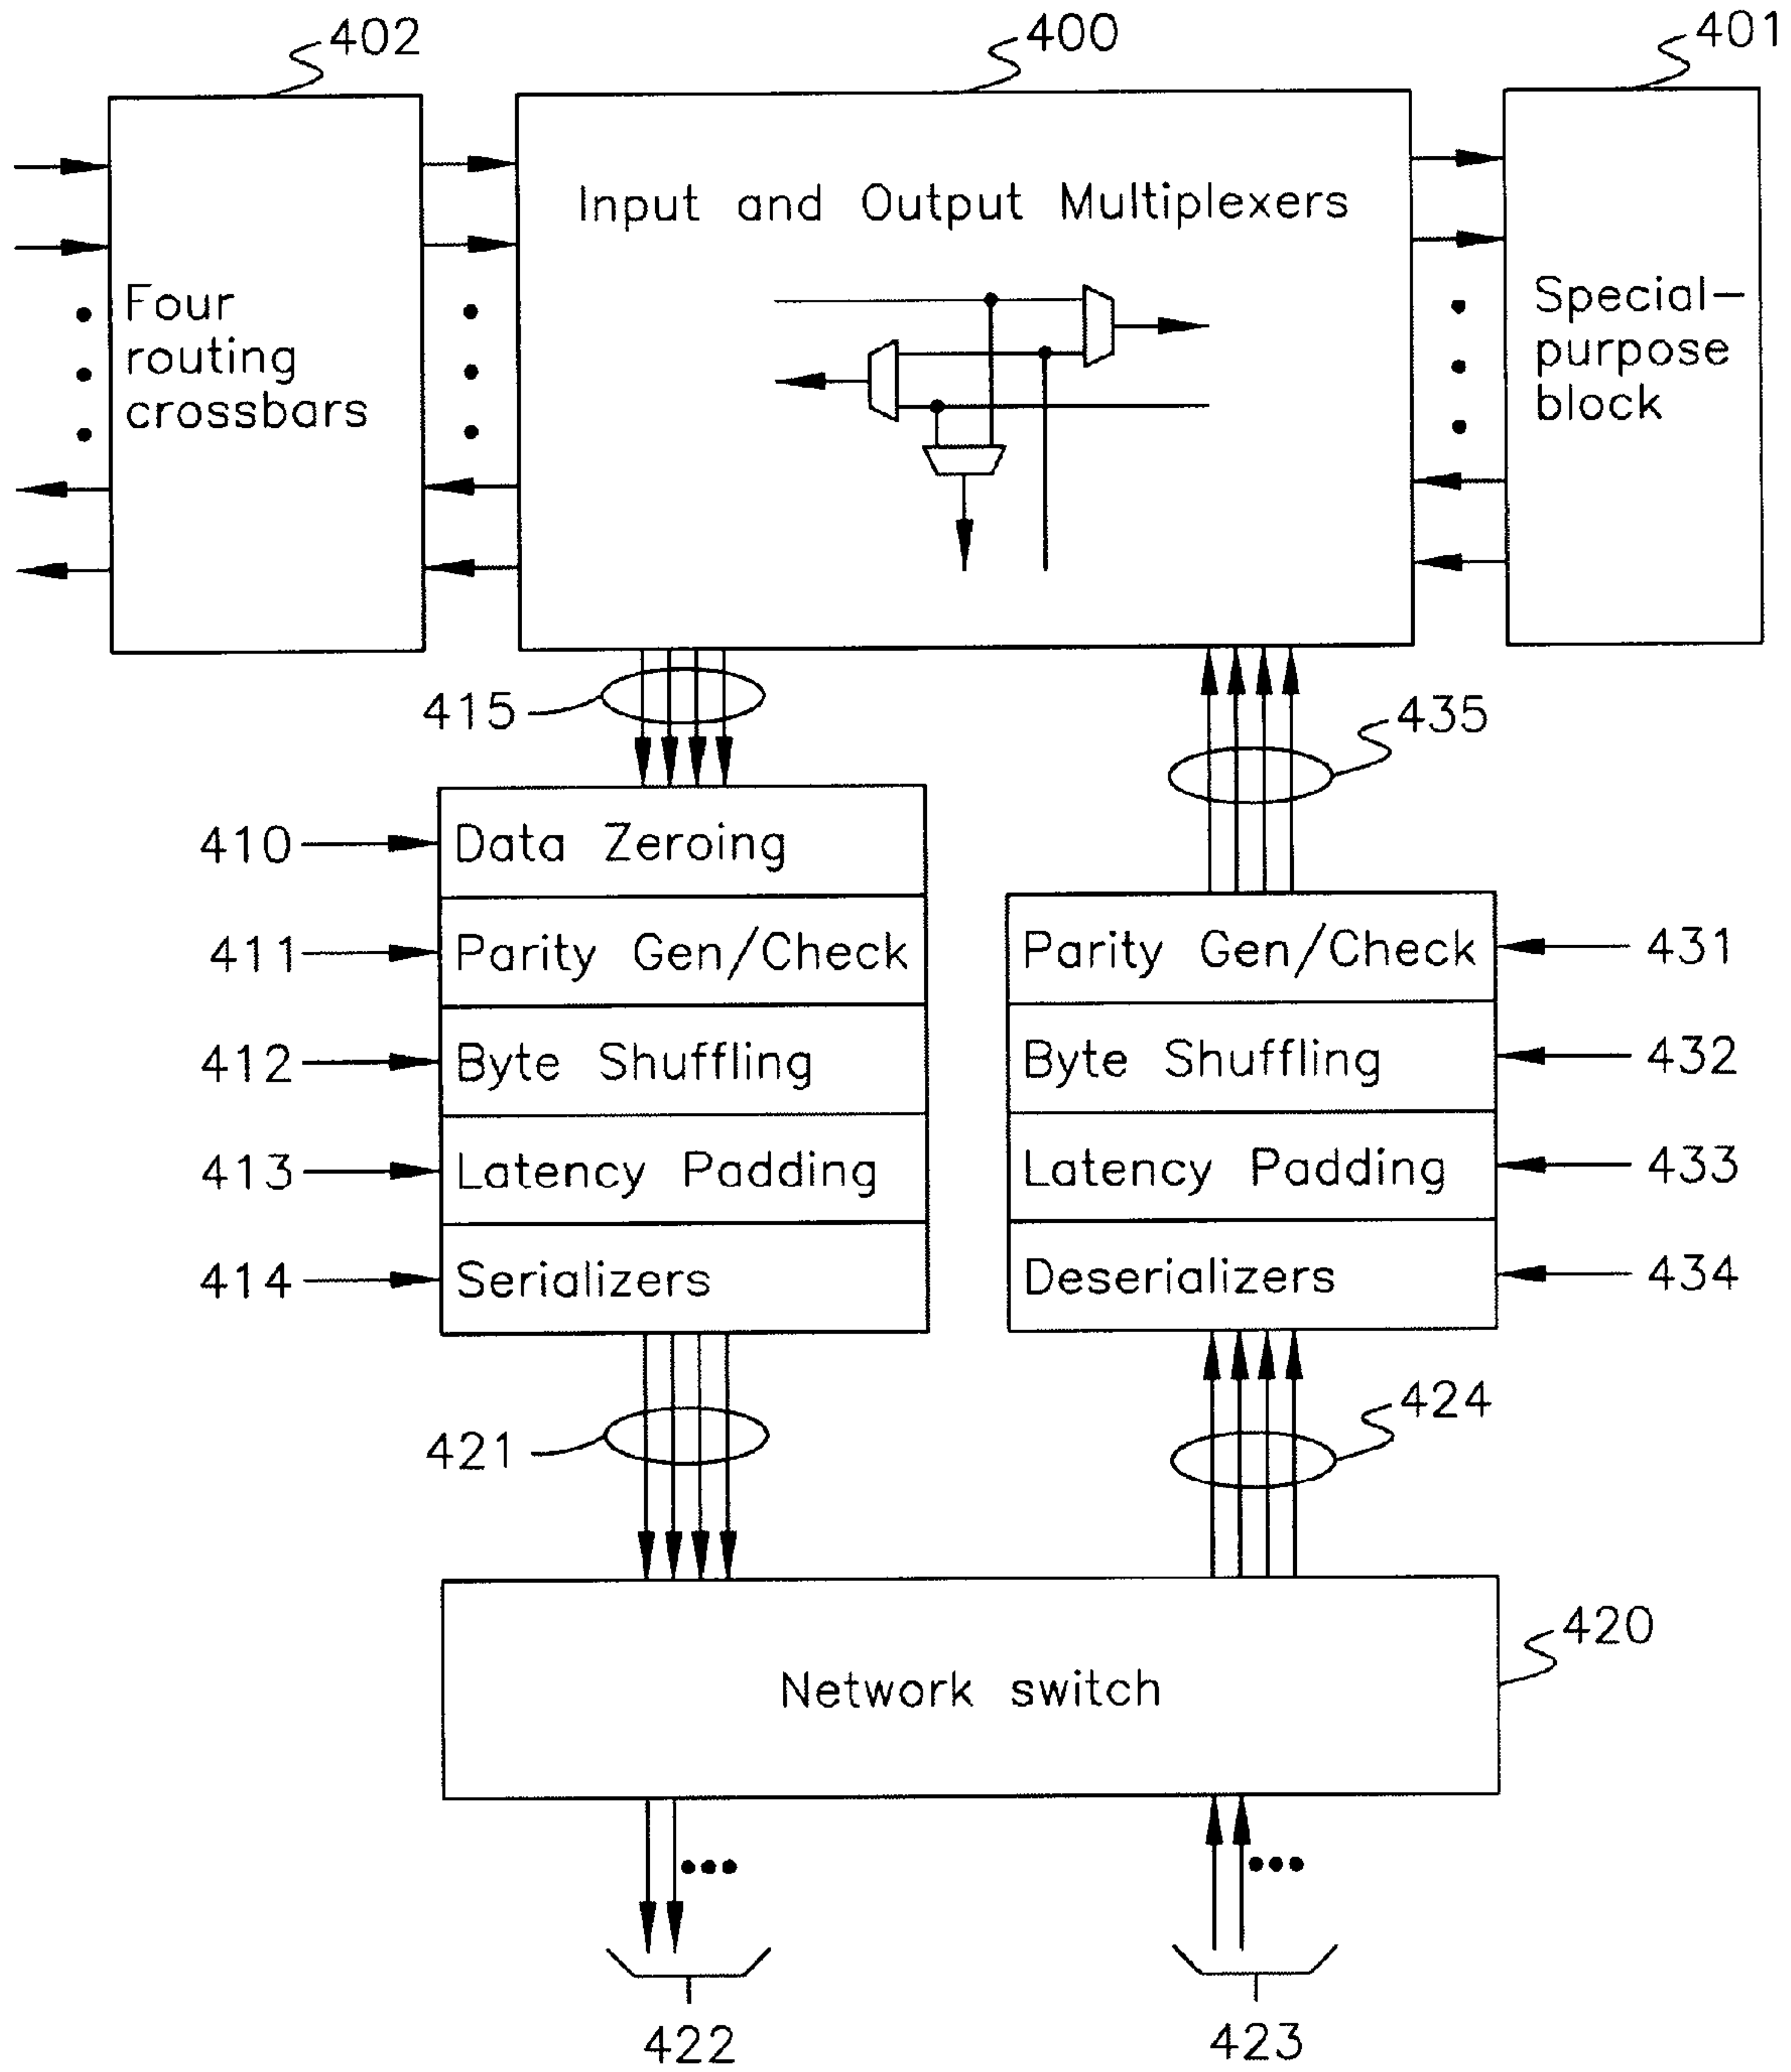 402
400
401
Input and Output Multiplexers
Four
routing
crossbars
Special-
purpose
block
415
435
410
Data Zeroing
411
Parity Gen/Check
412
Byte Shuffling
413
Latency Padding
414
Serializers
Parity Gen/Check
431
Byte Shuffling
432
Latency Padding
433
Deserializers
434
421
424
420
Network switch
422
423